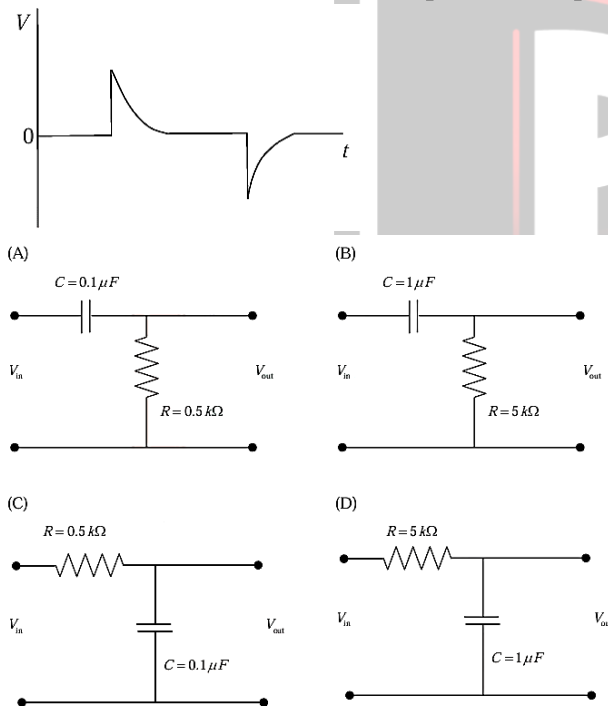 V
0
t
(A)
C = 0.1 μF
V_in
V_out
R = 0.5 kΩ
(B)
C = 1 μF
V_in
V_out
R = 5 kΩ
(C)
R = 0.5 kΩ
V_in
V_out
C = 0.1 μF
(D)
R = 5 kΩ
V_in
V_ou
C = 1 μF